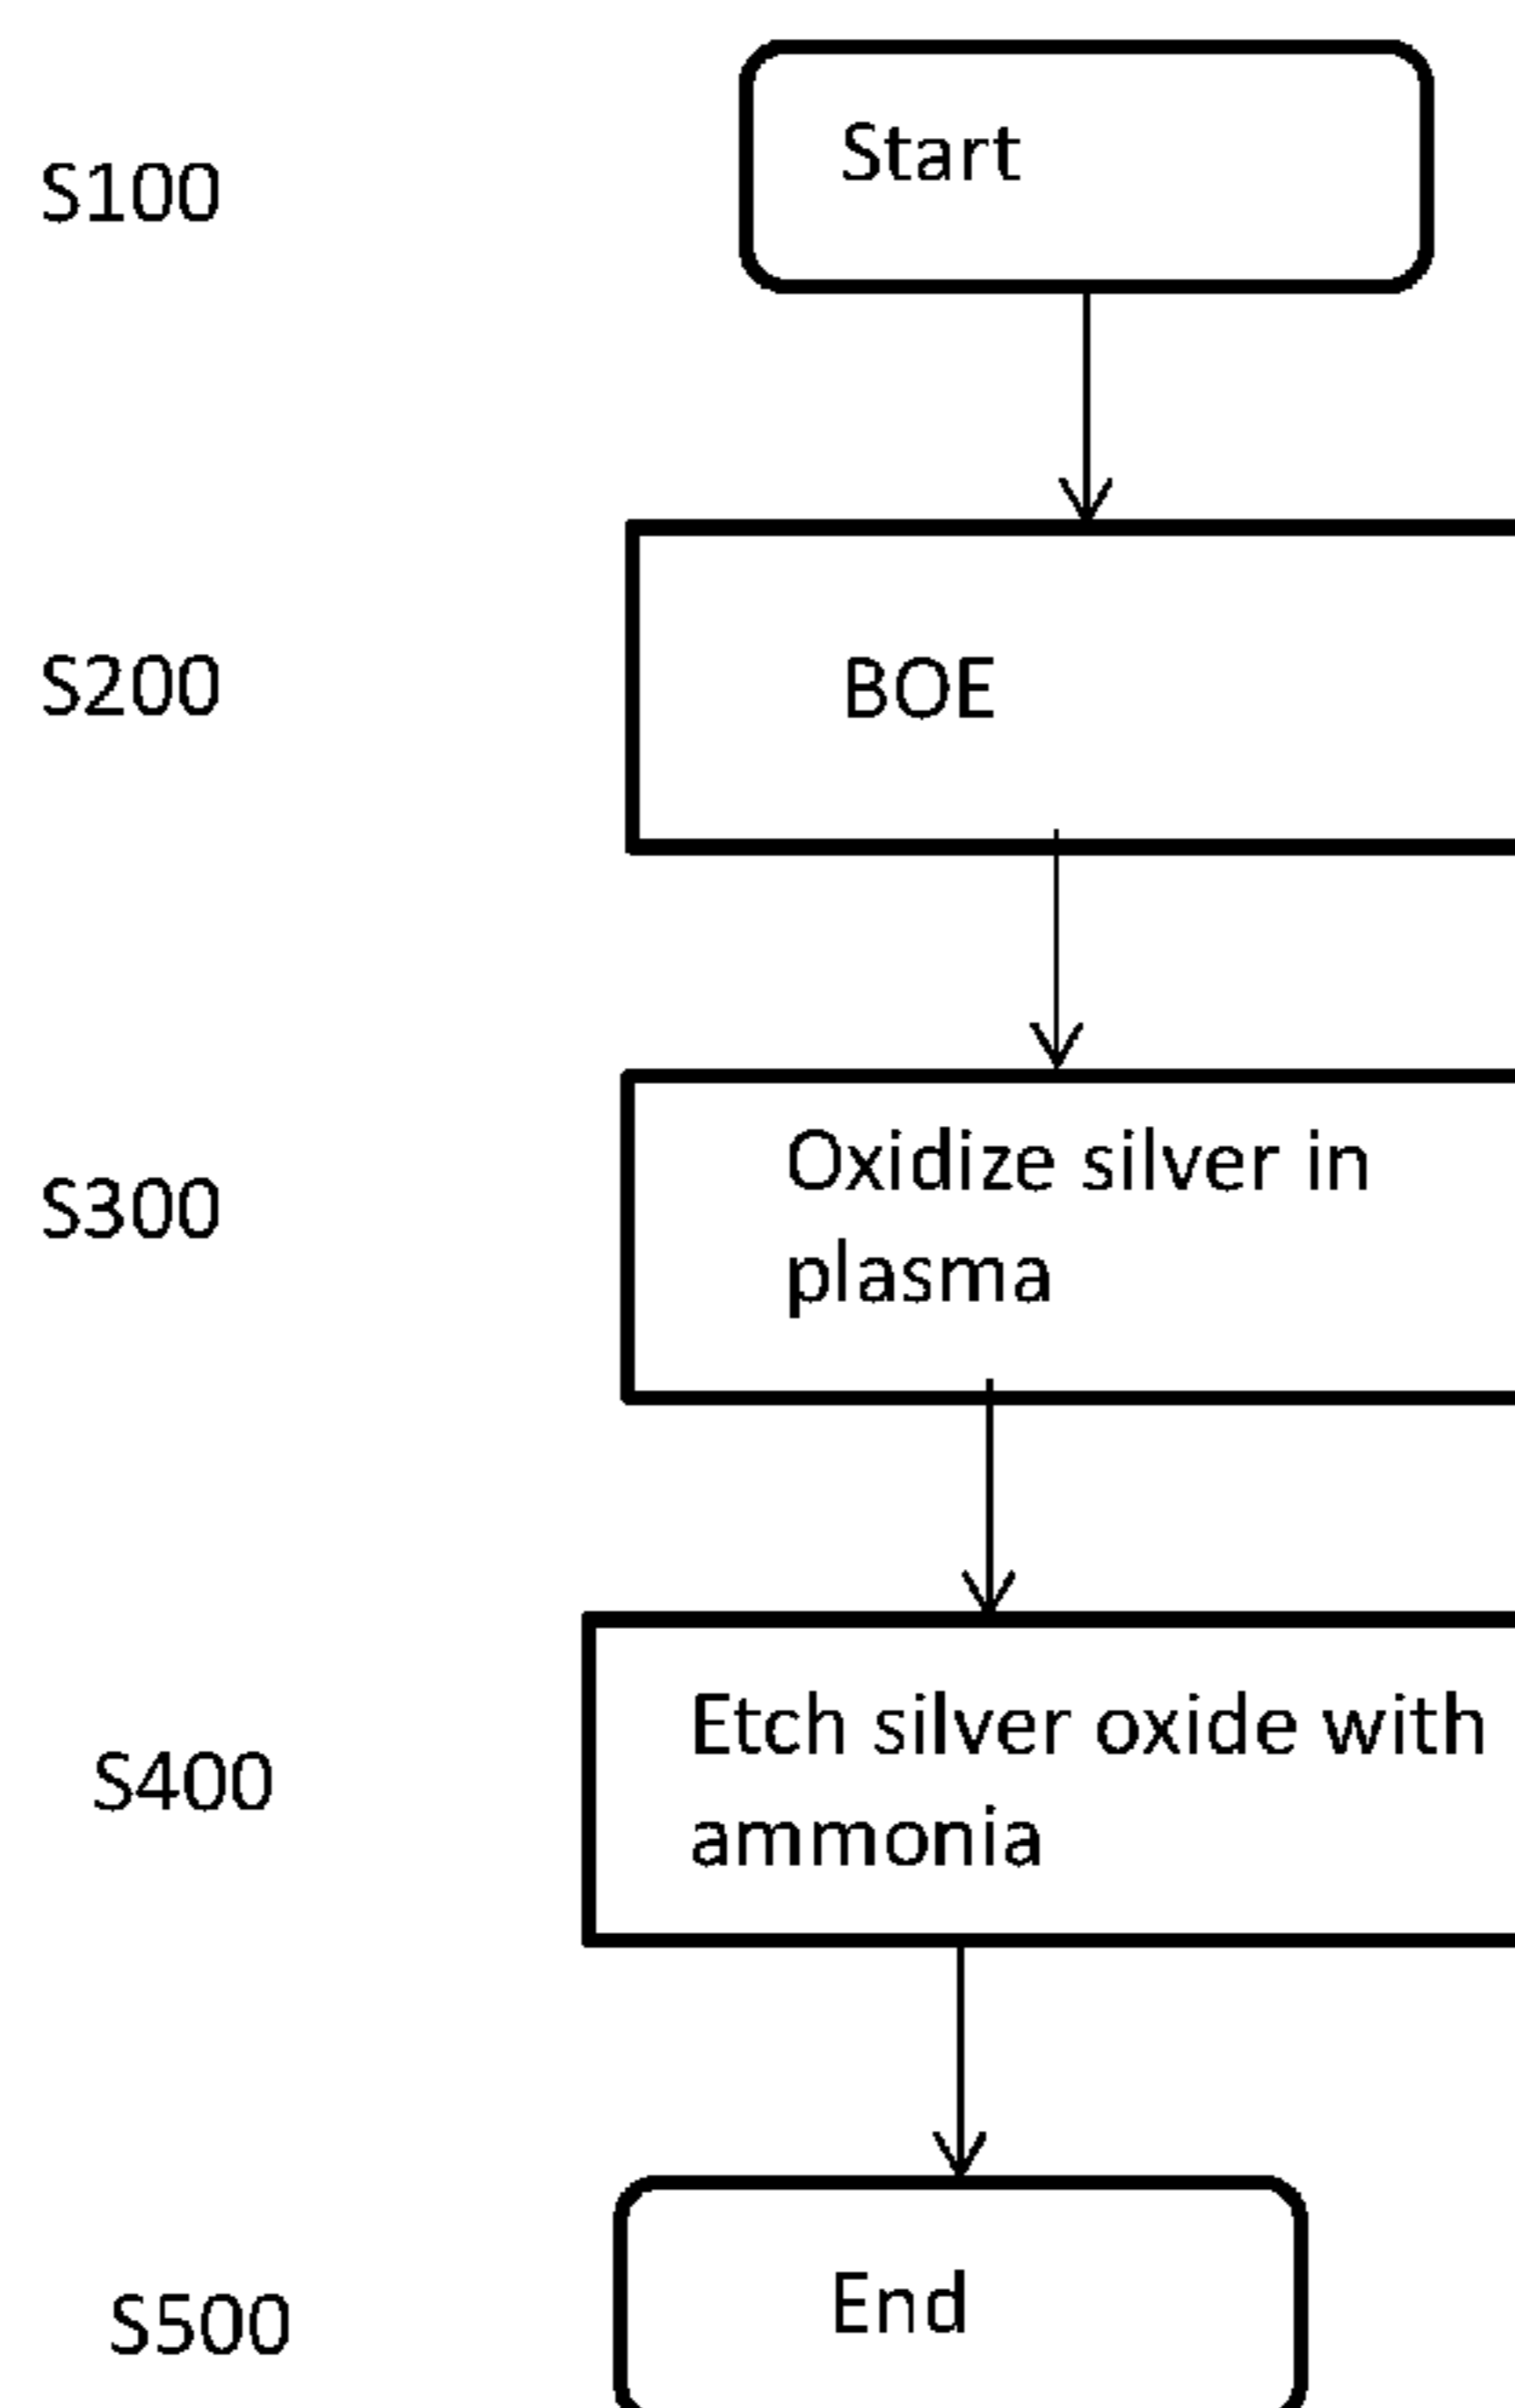 S100
Start
S200
BOE
S300
Oxidize silver in
plasma
S400
Etch silver oxide with
ammonia
S500
End